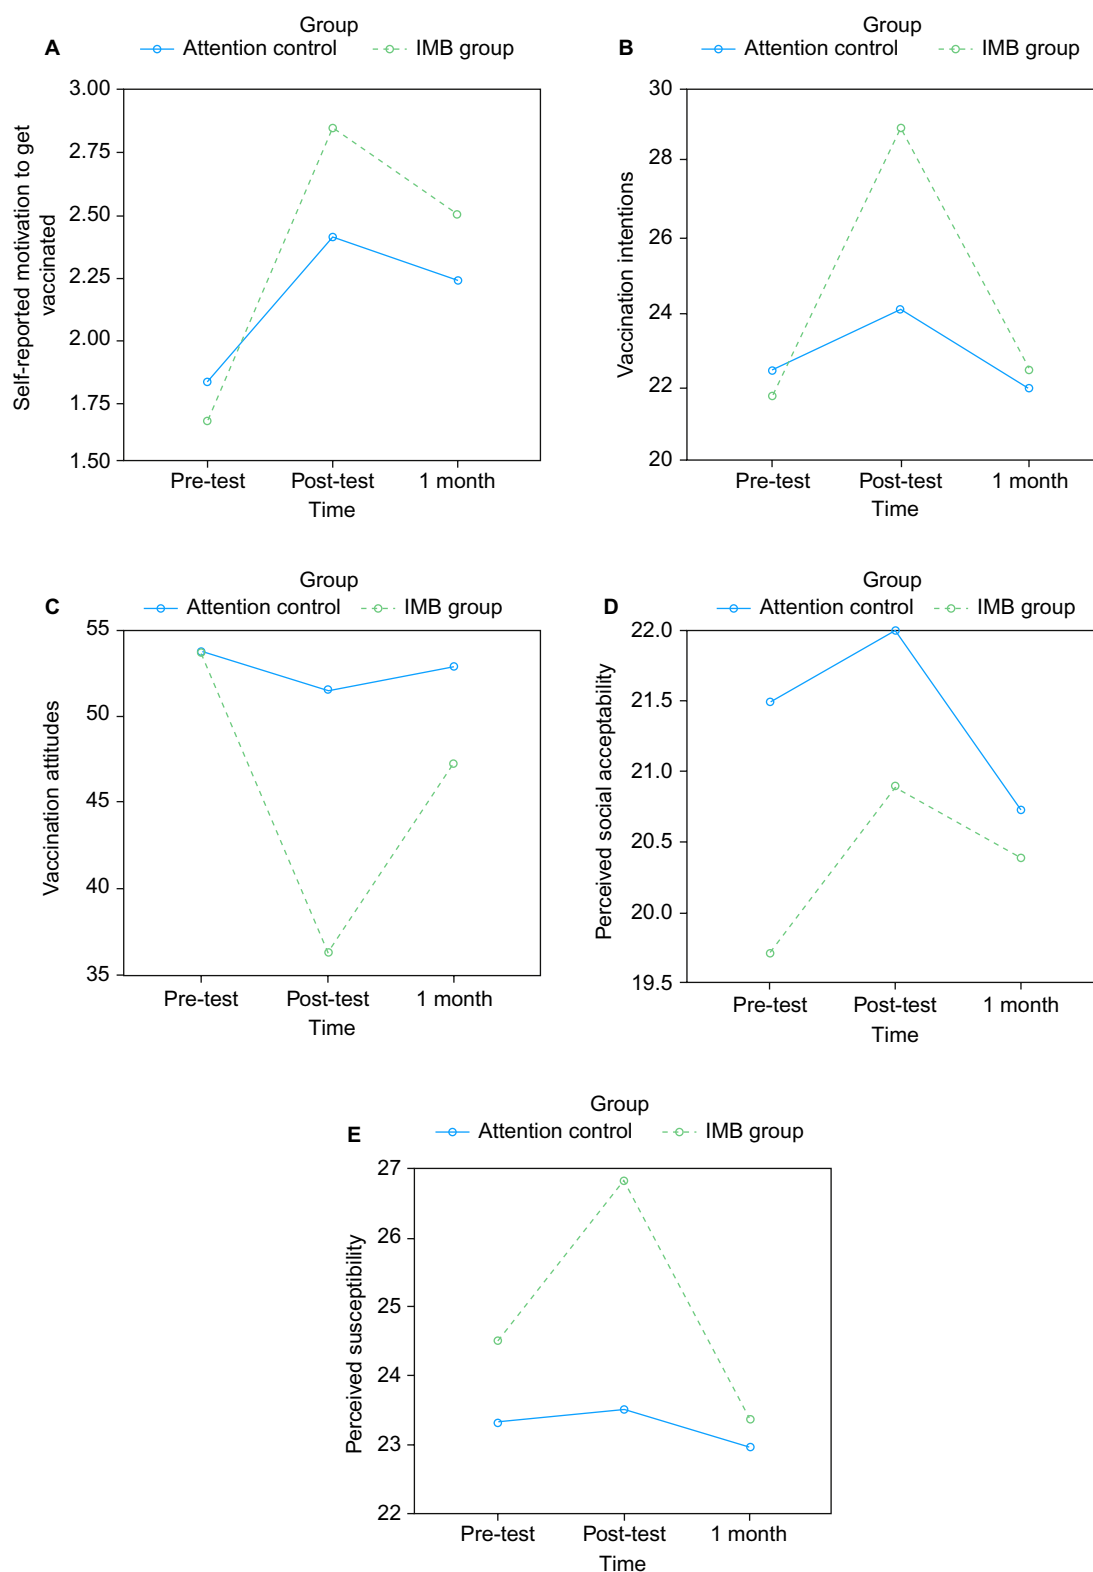 Group
A Attention control IMB group
3.00
2.75
2.50
2.25
2.00
1.75
1.50
Self-reported motivation to get
vaccinated
Pre-test Post-test 1 month
Time
Group
B Attention control IMB group
30
28
26
24
22
20
Vaccination intentions
Pre-test Post-test 1 month
Time
Group
C Attention control IMB group
55
50
45
40
35
Vaccination attitudes
Pre-test Post-test 1 month
Time
Group
D Attention control IMB group
22.0
21.5
21.0
20.5
20.0
19.5
Perceived social acceptability
Pre-test Post-test 1 month
Time
Group
E Attention control IMB group
27
26
25
24
23
22
Perceived susceptibility
Pre-test Post-test 1 month
Time